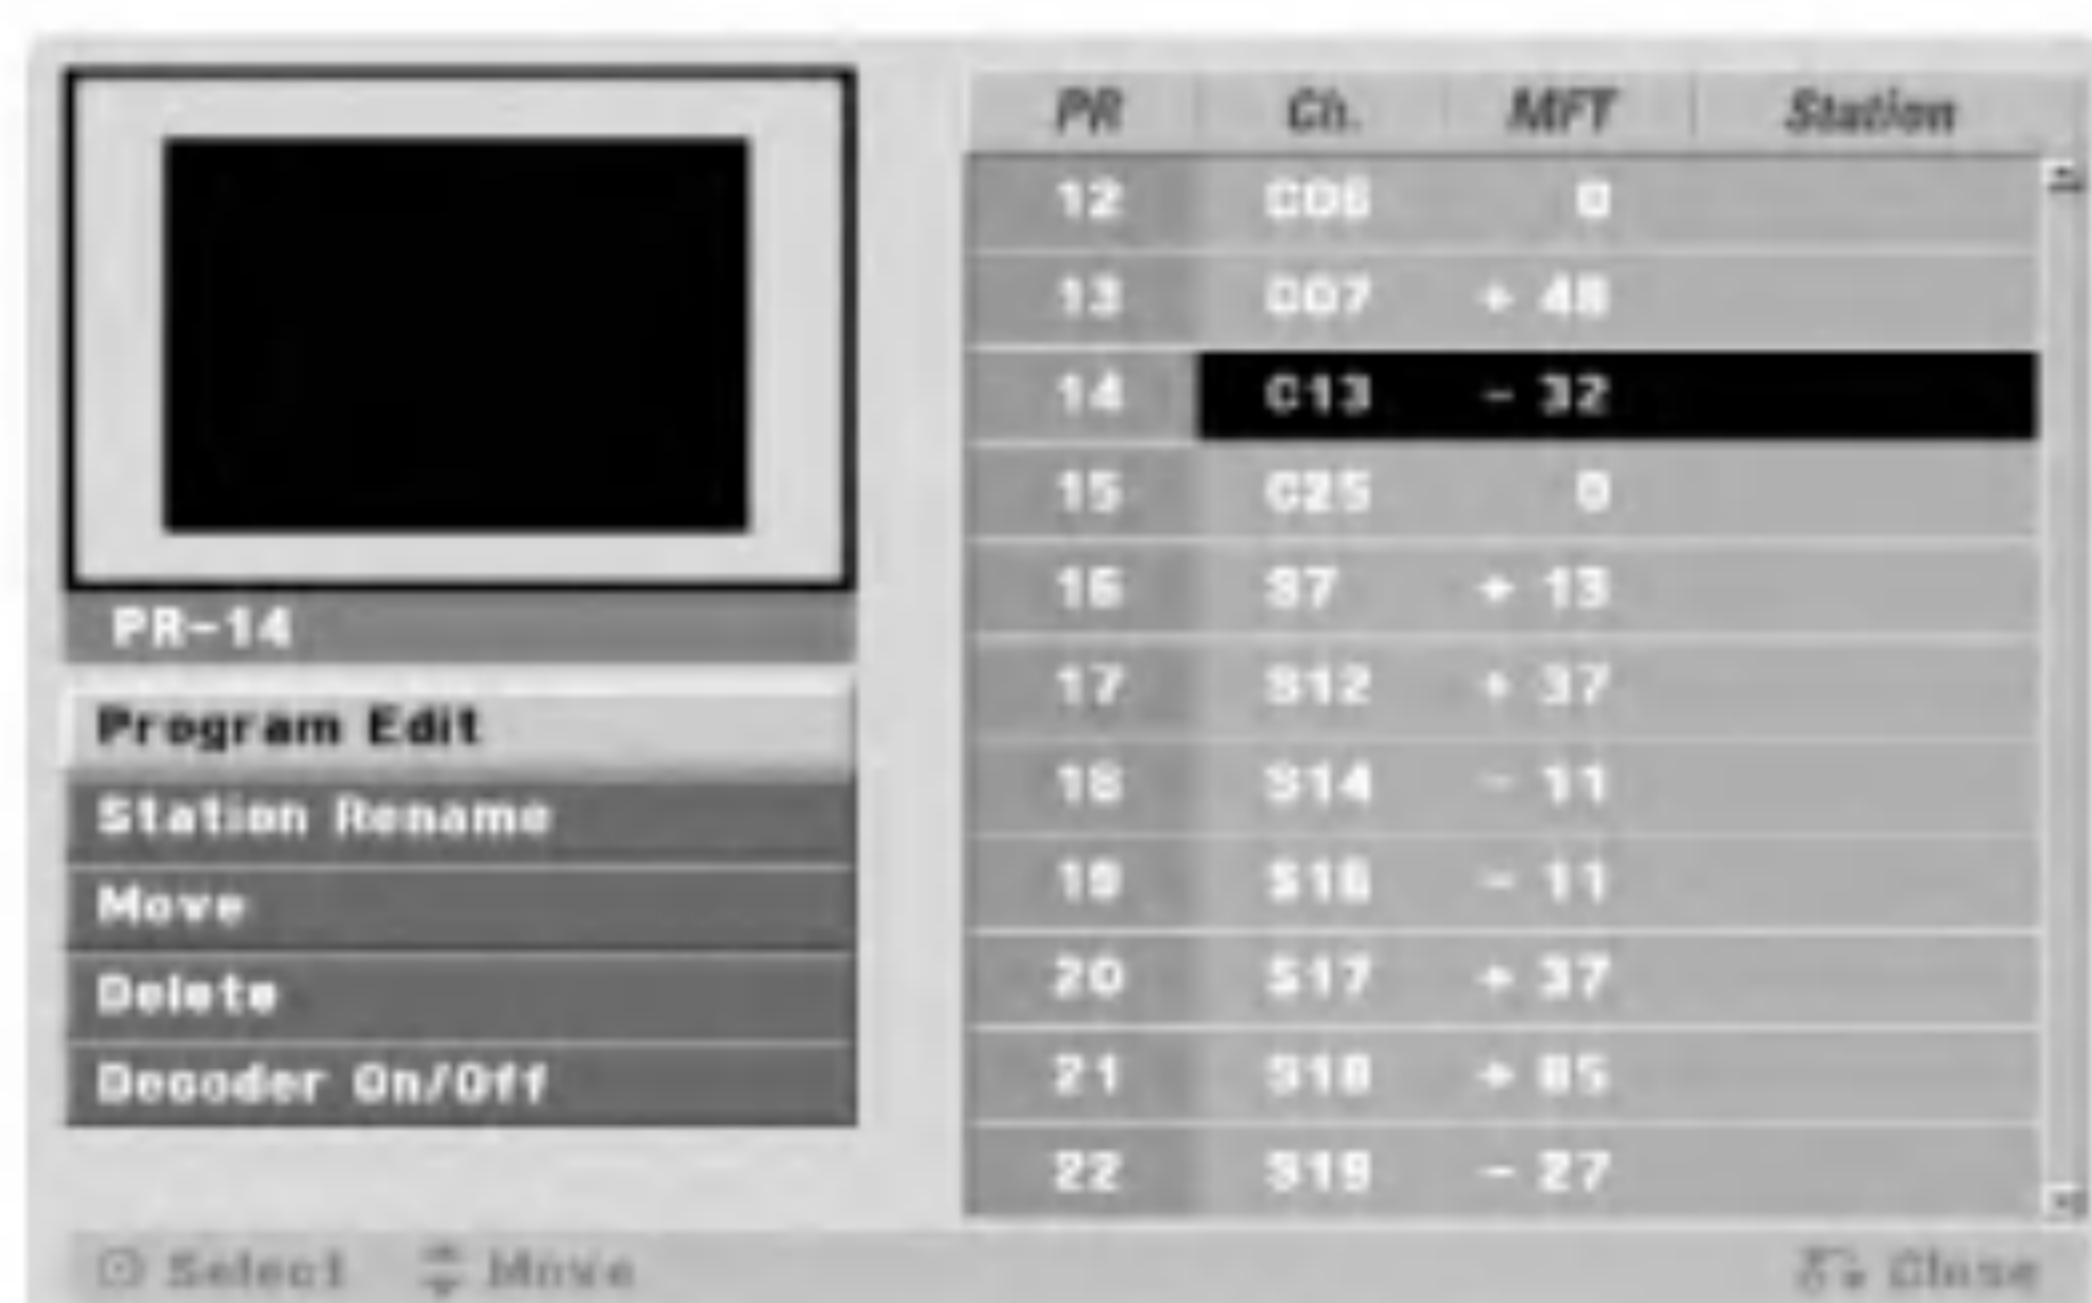 PR Ch. MFT Station
12 C06 0
13 C07 + 48
14 C13 - 32
15 C25 0
16 S7 + 13
17 S12 + 37
18 S14 - 11
19 S16 - 11
20 S17 + 37
21 S18 + 85
22 S19 - 27
PR-14
Program Edit
Station Rename
Move
Delete
Decoder On/Off
Select Move Close